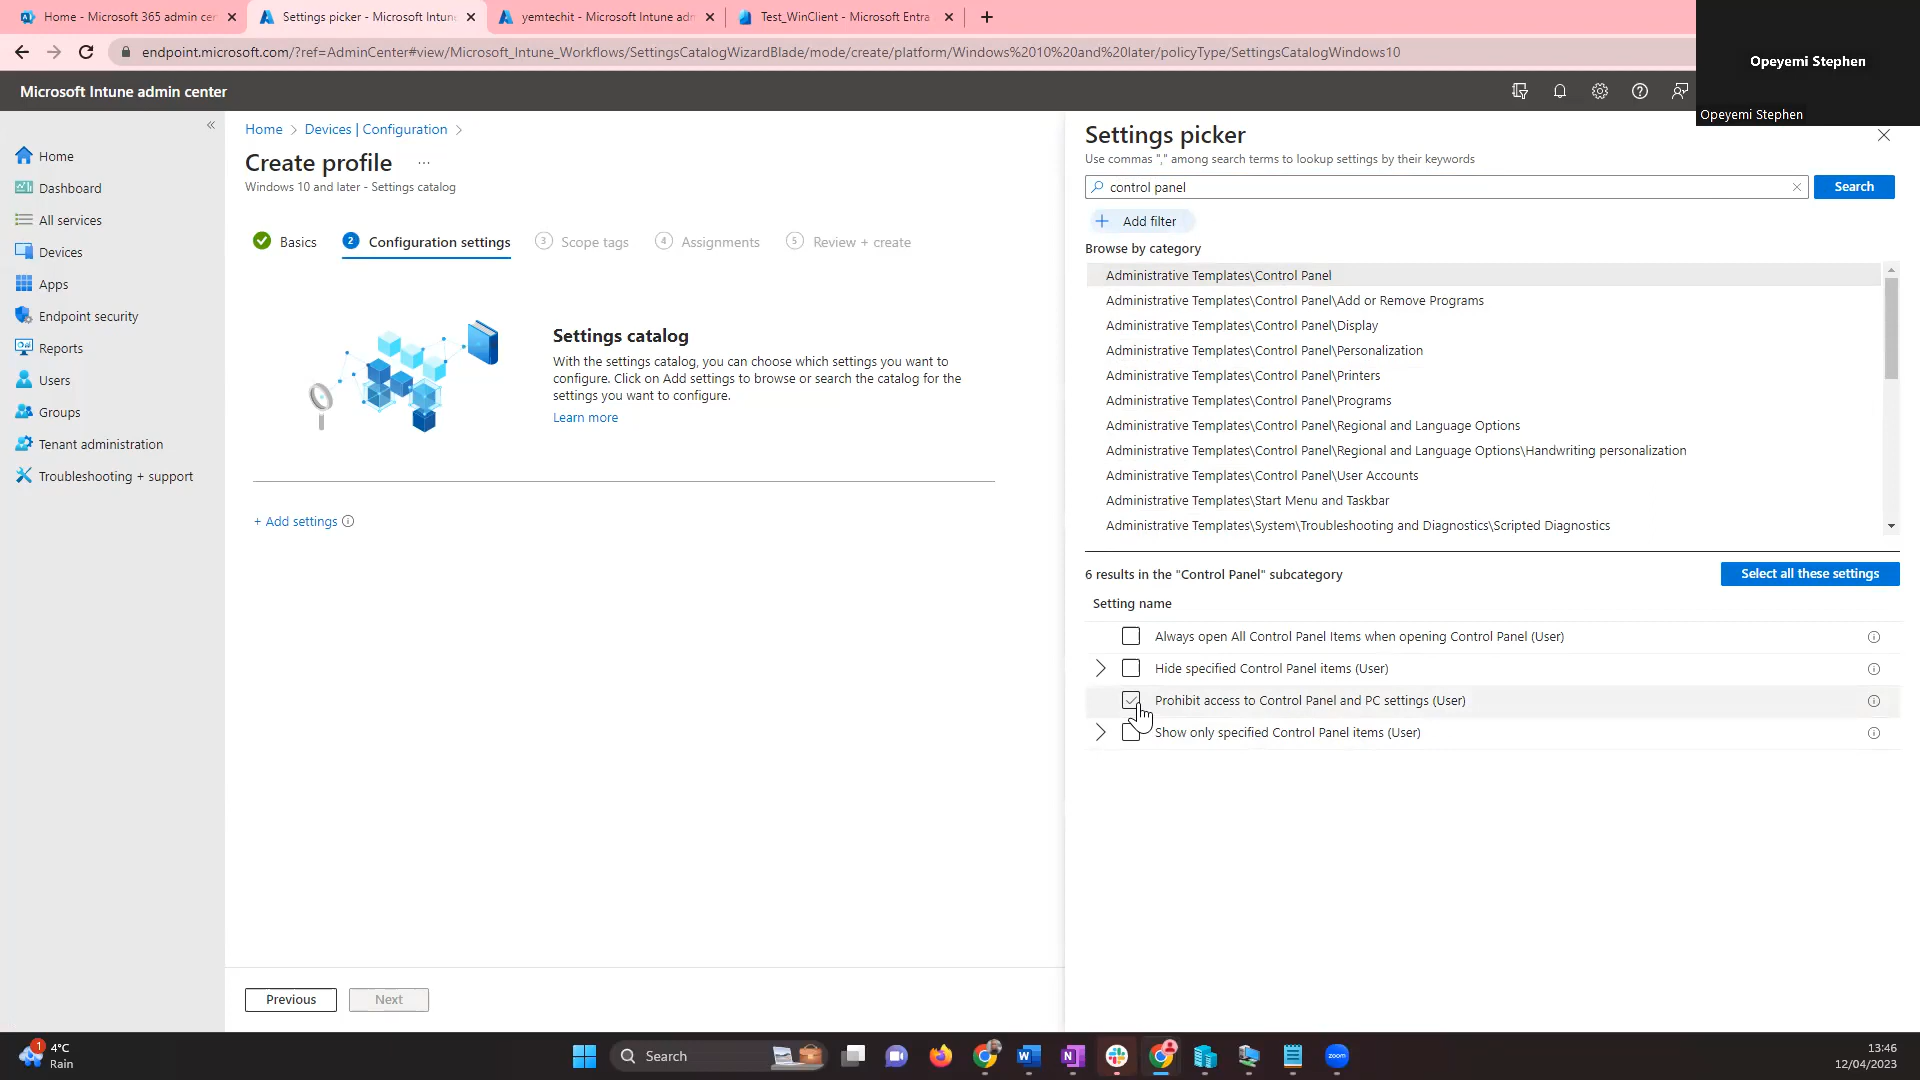 Home - Microsoft 365 admin cer
Settings picker - Microsoft Intune
yemtechit - Microsoft Intune adm
Test_WinClient - Microsoft Entra
endpoint.microsoft.com/?ref=AdminCenter#view/Microsoft_Intune_Workflows/SettingsCatalogWizardBlade/mode/create/platform/Windows%2010%20and%20later/policyType/SettingsCatalogWindows10
Opeyemi Stephen
Opeyemi Stephen
Microsoft Intune admin center
Home
Dashboard
All services
Devices
Apps
Endpoint security
Reports
Users
Groups
Tenant administration
Troubleshooting + support
Home > Devices | Configuration >
Create profile ...
Windows 10 and later - Settings catalog
Basics
2 Configuration settings
3 Scope tags
4 Assignments
5 Review + create
Settings catalog
With the settings catalog, you can choose which settings you want to
configure. Click on Add settings to browse or search the catalog for the
settings you want to configure.
Learn more
+ Add settings
Previous
Next
Settings picker
Use commas "," among search terms to lookup settings by their keywords
control panel
Search
Add filter
Browse by category
Administrative Templates\Control Panel
Administrative Templates\Control Panel\Add or Remove Programs
Administrative Templates\Control Panel\Display
Administrative Templates\Control Panel\Personalization
Administrative Templates\Control Panel\Printers
Administrative Templates\Control Panel\Programs
Administrative Templates\Control Panel\Regional and Language Options
Administrative Templates\Control Panel\Regional and Language Options\Handwriting personalization
Administrative Templates\Control Panel\User Accounts
Administrative Templates\Start Menu and Taskbar
Administrative Templates\System\Troubleshooting and Diagnostics\Scripted Diagnostics
6 results in the "Control Panel" subcategory
Select all these settings
Setting name
Always open All Control Panel Items when opening Control Panel (User)
Hide specified Control Panel items (User)
Prohibit access to Control Panel and PC settings (User)
Show only specified Control Panel items (User)
1
4°C
Rain
Search
zoom
13:46
12/04/2023